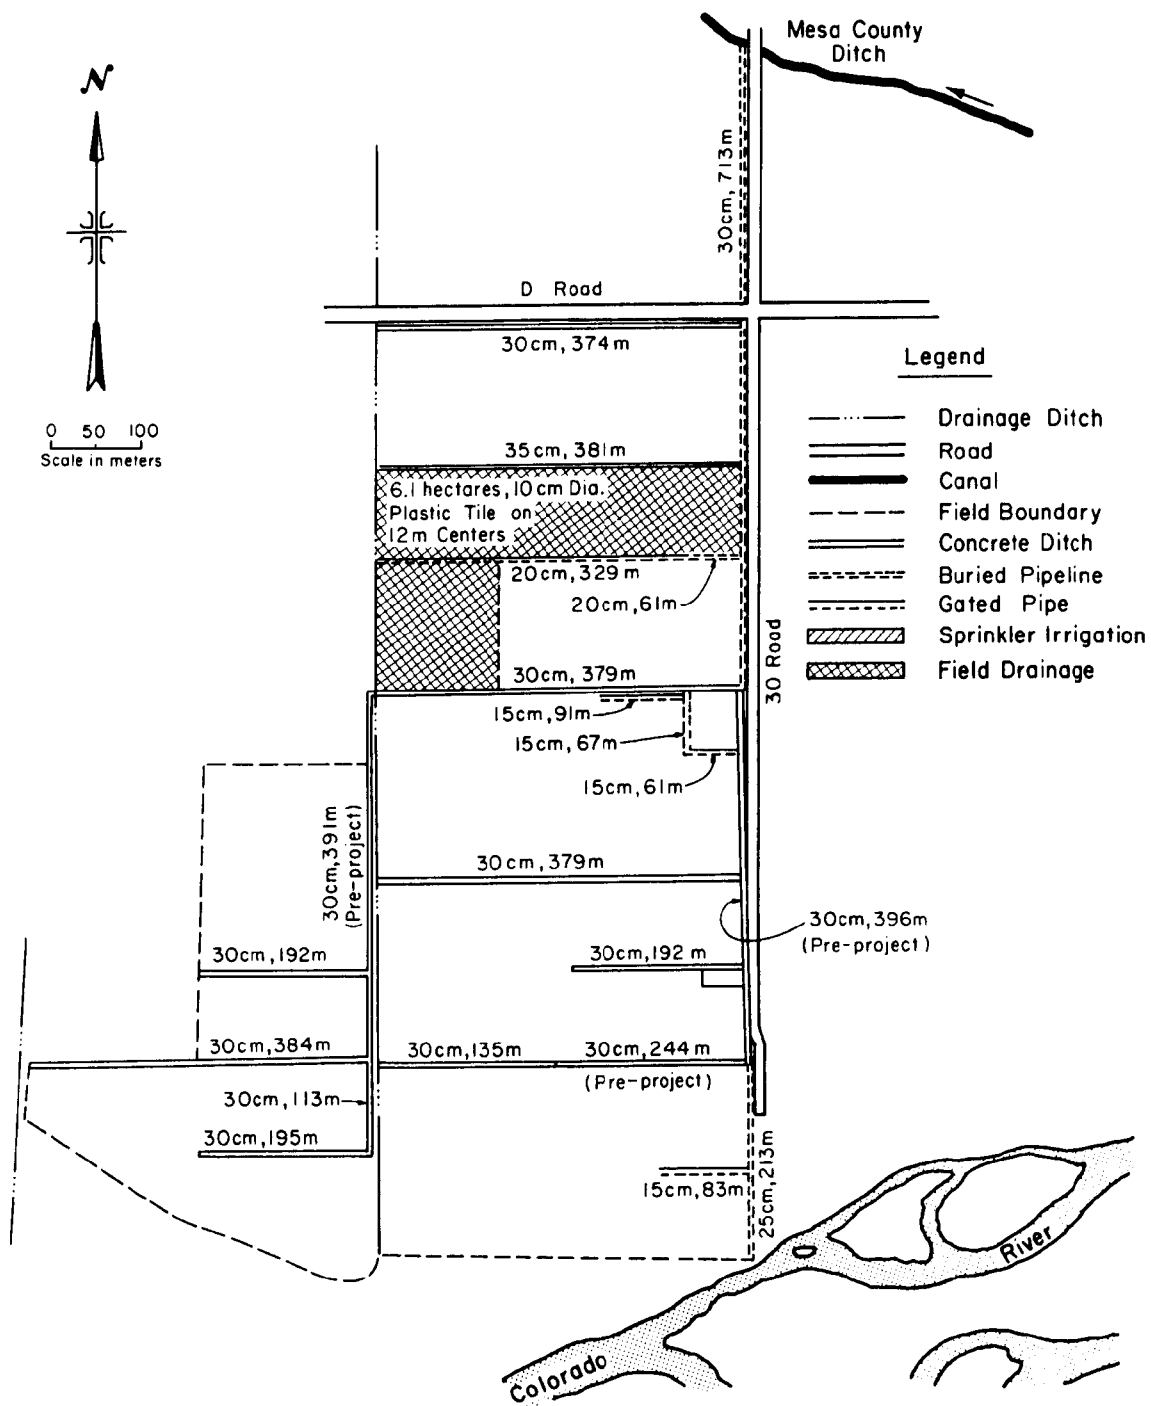 Mesa County
Ditch
N
30cm, 713m
D Road
30cm, 374m
0 50 100
Scale in meters
Legend
Drainage Ditch
Road
Canal
Field Boundary
Concrete Ditch
Buried Pipeline
Gated Pipe
Sprinkler Irrigation
Field Drainage
35cm, 381m
6.1 hectares, 10cm Dia.
Plastic Tile on
12m Centers
20cm, 329m
20cm, 61m
30 Road
30cm, 379m
15cm, 91m
15cm, 67m
15cm, 61m
30cm, 391m
(Pre-project)
30cm, 379m
30cm, 396m
(Pre-project)
30cm, 192m
30cm, 192m
30cm, 384m
30cm, 135m
30cm, 244m
(Pre-project)
30cm, 113m
30cm, 195m
15cm, 83m
25cm, 213m
Colorado
River